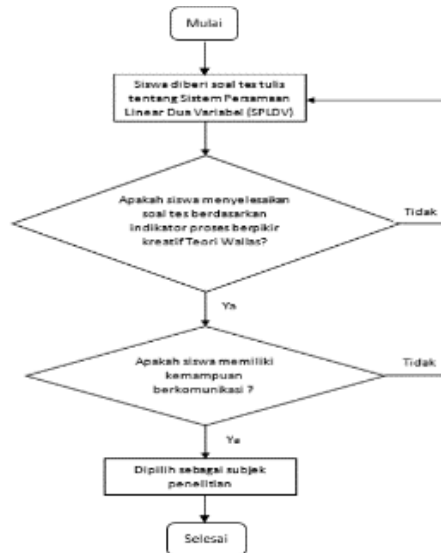 Mulai
Siswa diberi soal tes tulis
tentang Sistem Persamaan
Linear Dua Variabel (SPLDV)
Apakah siswa menyelesaikan
soal tes berdasarkan
indikator proses berpikir
kreatif Teori Wallas?
Tidak
Ya
Apakah siswa memiliki
kemampuan
berkomunikasi ?
Tidak
Ya
Dipilih sebagai subjek
penelitian
Selesai